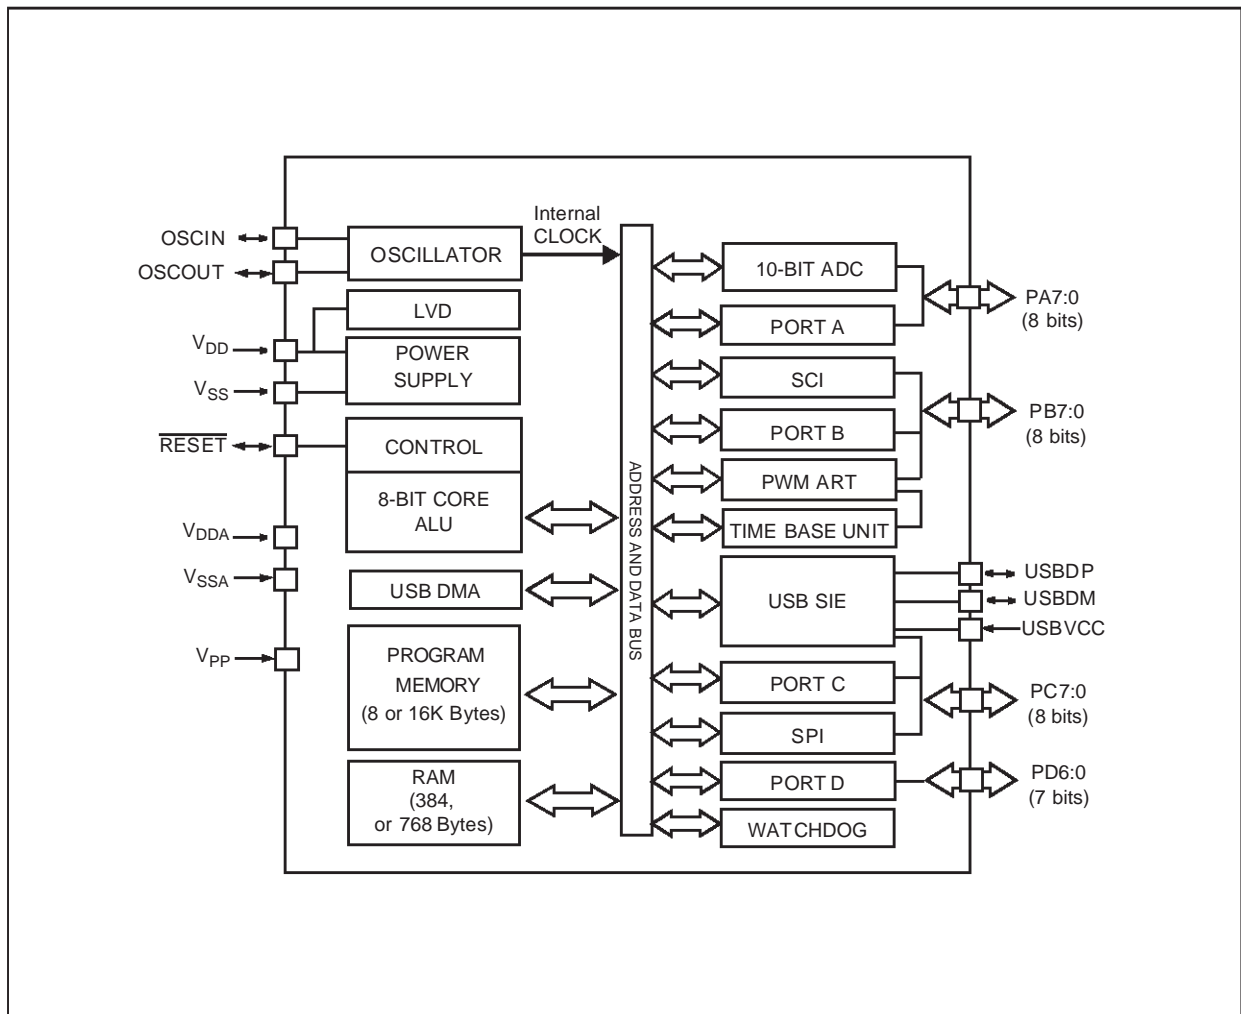 Internal
CLOCK
OSCIN
OSCOUT
OSCILLATOR
LVD
VDD
VSS
POWER
SUPPLY
RESET
CONTROL
8-BIT CORE
ALU
VDDA
VSSA
USB DMA
VPP
PROGRAM
MEMORY
(8 or 16K Bytes)
RAM
(384,
or 768 Bytes)
ADDRESS AND DATA BUS
10-BIT ADC
PORT A
PA7:0
(8 bits)
SCI
PORT B
PWM ART
TIME BASE UNIT
PB7:0
(8 bits)
USB SIE
USBDP
USBDM
USBVCC
PORT C
SPI
PC7:0
(8 bits)
PORT D
PD6:0
(7 bits)
WATCHDOG